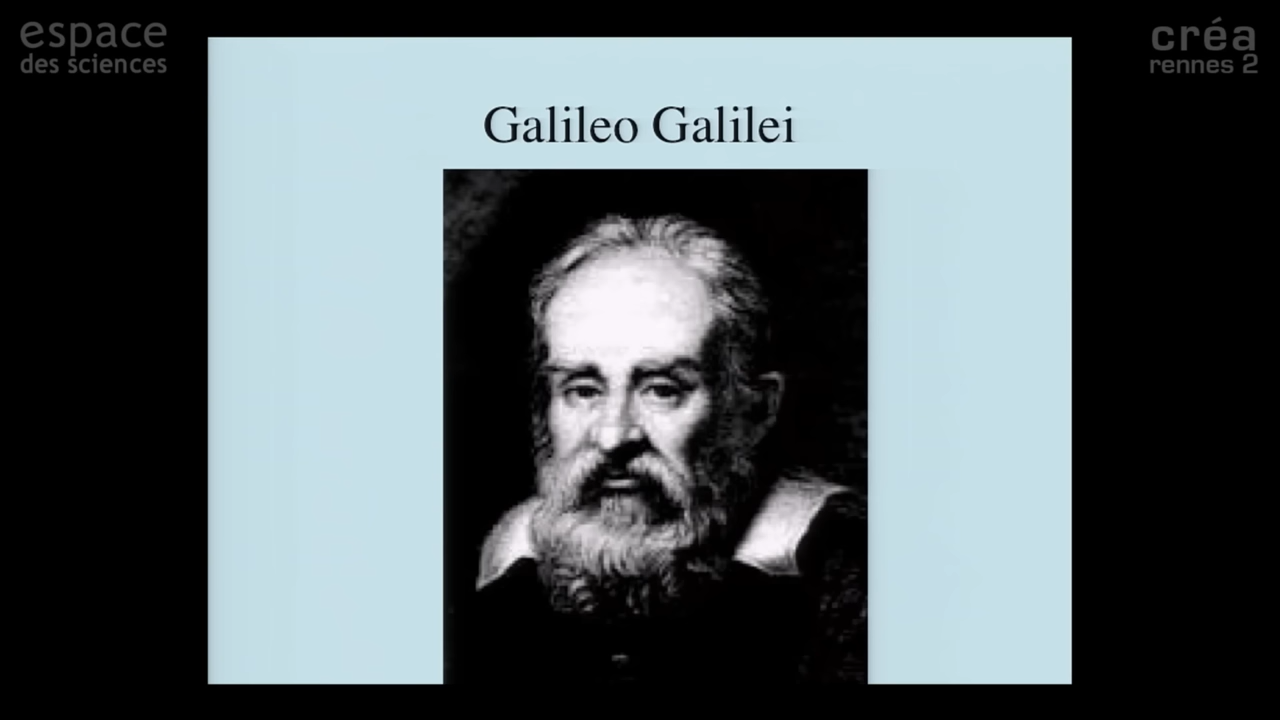 espace
des sciences
créa
rennes 2
Galileo Galilei